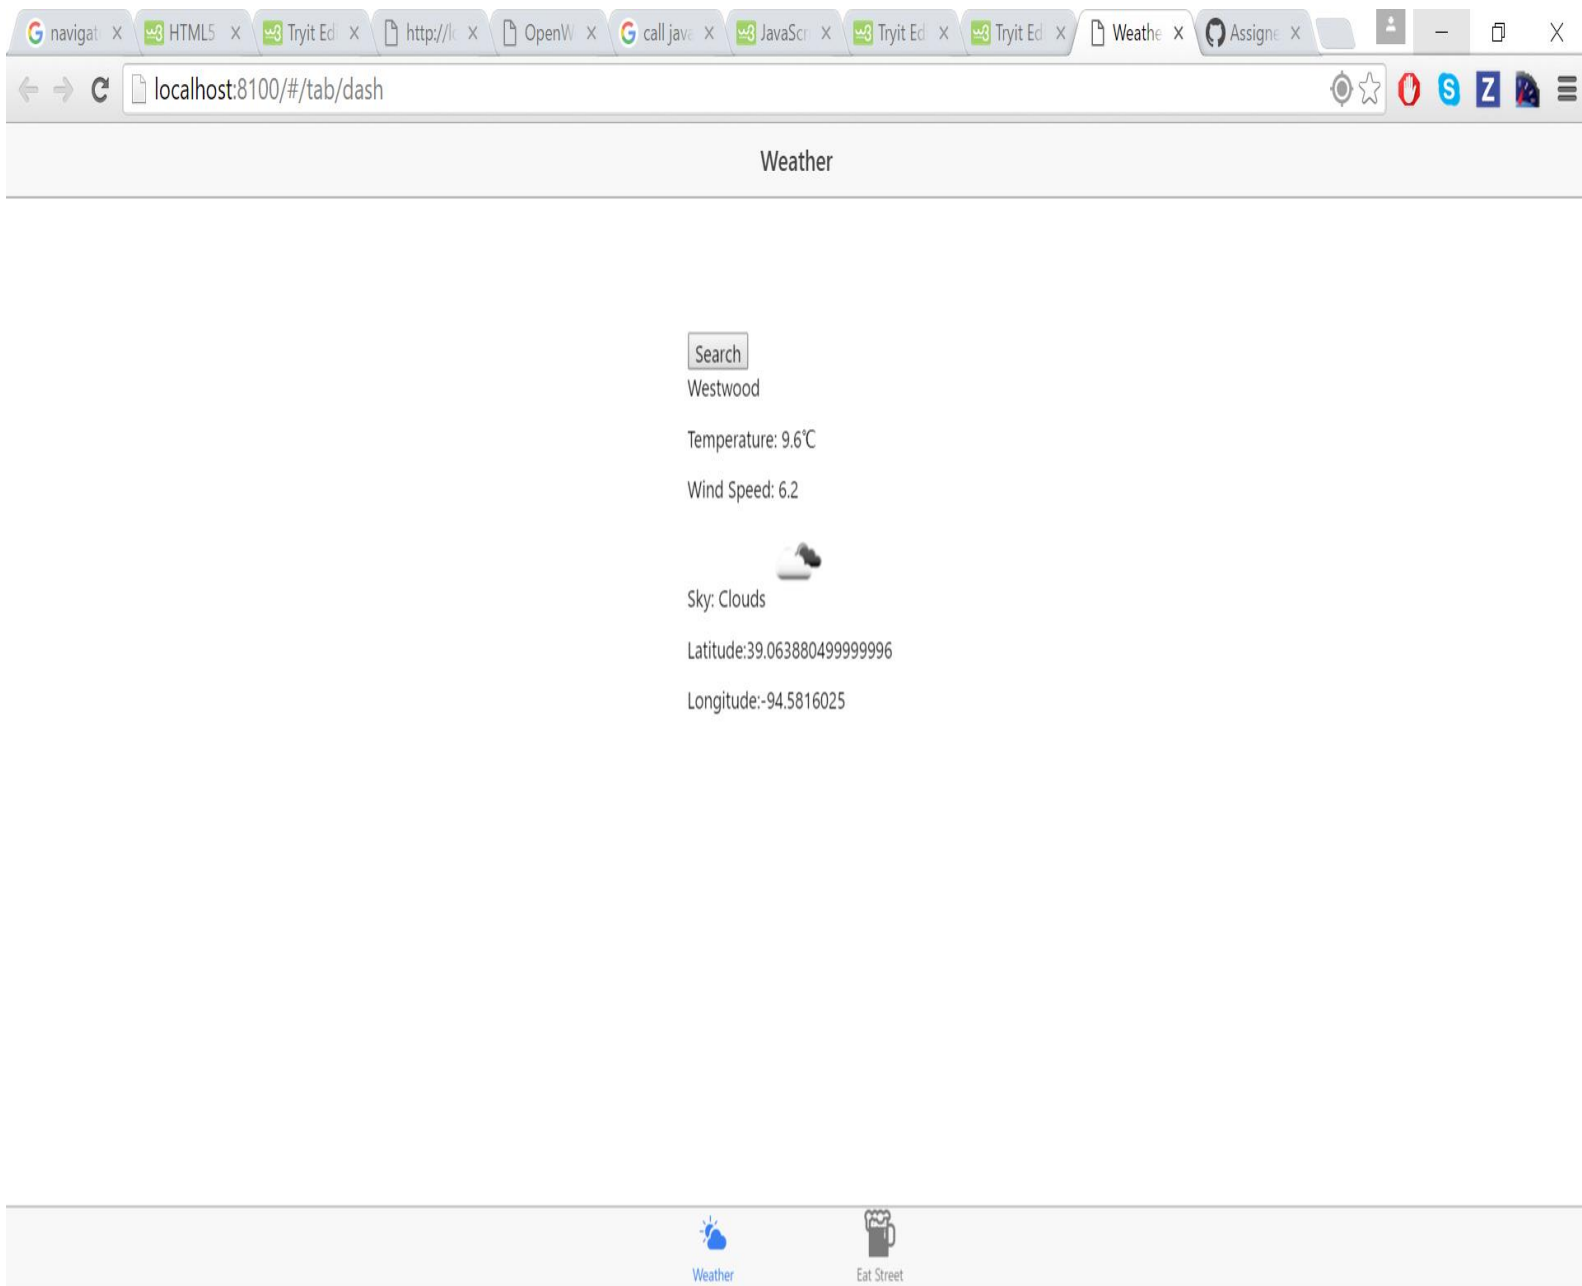 navigat HTML5 Tryit Ed http://lo OpenW call java JavaScr Tryit Ed Tryit Ed Weathe Assigne
localhost:8100/#/tab/dash
Weather
Search
Westwood
Temperature: 9.6℃
Wind Speed: 6.2
Sky: Clouds
Latitude:39.063880499999996
Longitude:-94.5816025
Weather Eat Street